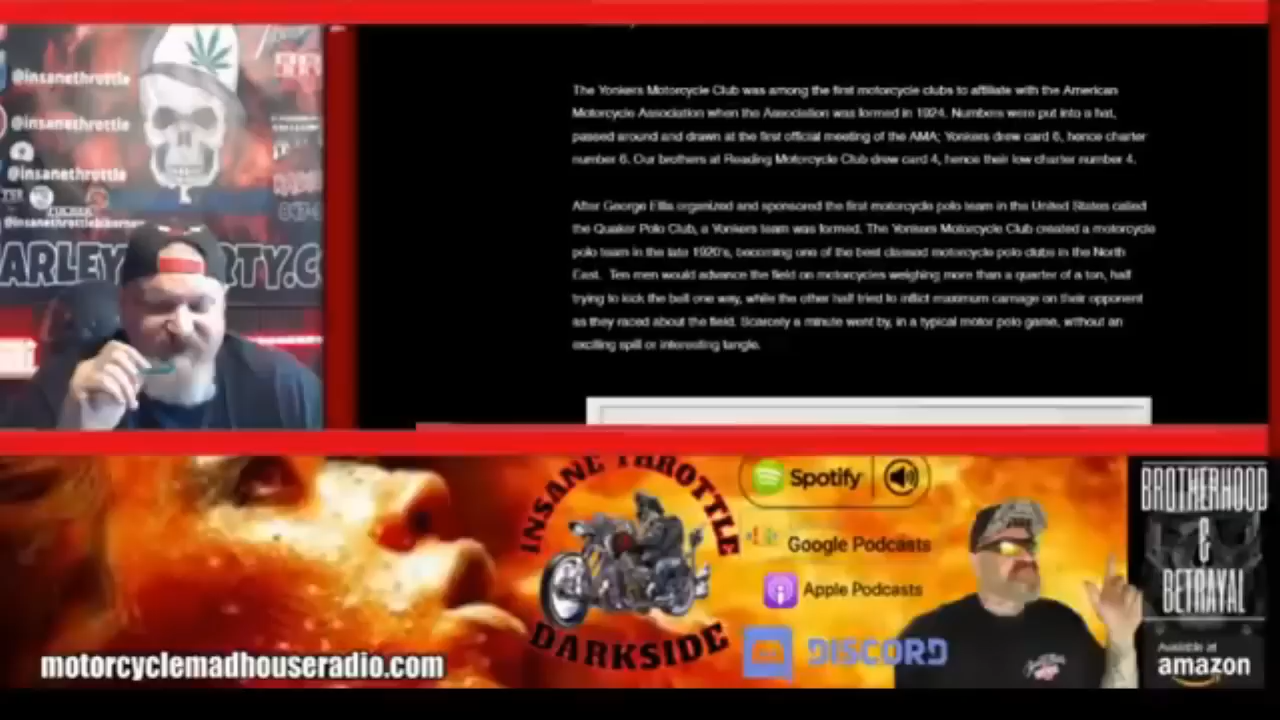 @insanethrottle
@insanethrottle
@insanethrottle
ARLEY
RTY.C
The Yonkers Motorcycle Club was among the first motorcycle clubs to affiliate with the American
Motorcycle Association when the Association was formed in 1924. Numbers were put into a hat,
passed around and drawn at the first official meeting of the AMA; Yonkers drew card 6, hence charter
number 6. Our brothers at Reading Motorcycle Club drew card 4, hence their low charter number 4.
After George Ellis organized and sponsored the first motorcycle polo team in the United States called
the Quaker Polo Club, a Yonkers team was formed. The Yonkers Motorcycle Club created a motorcycle
polo team in the late 1920's, becoming one of the best classed motorcycle polo clubs in the North
East. Ten men would advance the field on motorcycles weighing more than a quarter of a ton, half
trying to kick the ball one way, while the other half tried to inflict maximum carnage on their opponent
as they raced about the field. Scarcely a minute went by, in a typical motor polo game, without an
exciting spill or interesting tangle.
INSANE THROTTLE
DARKSIDE
Spotify
Google Podcasts
Apple Podcasts
DISCORD
motorcyclemadhouseradio.com
BROTHERHOOD
&
BETRAYAL
Available at
amazon